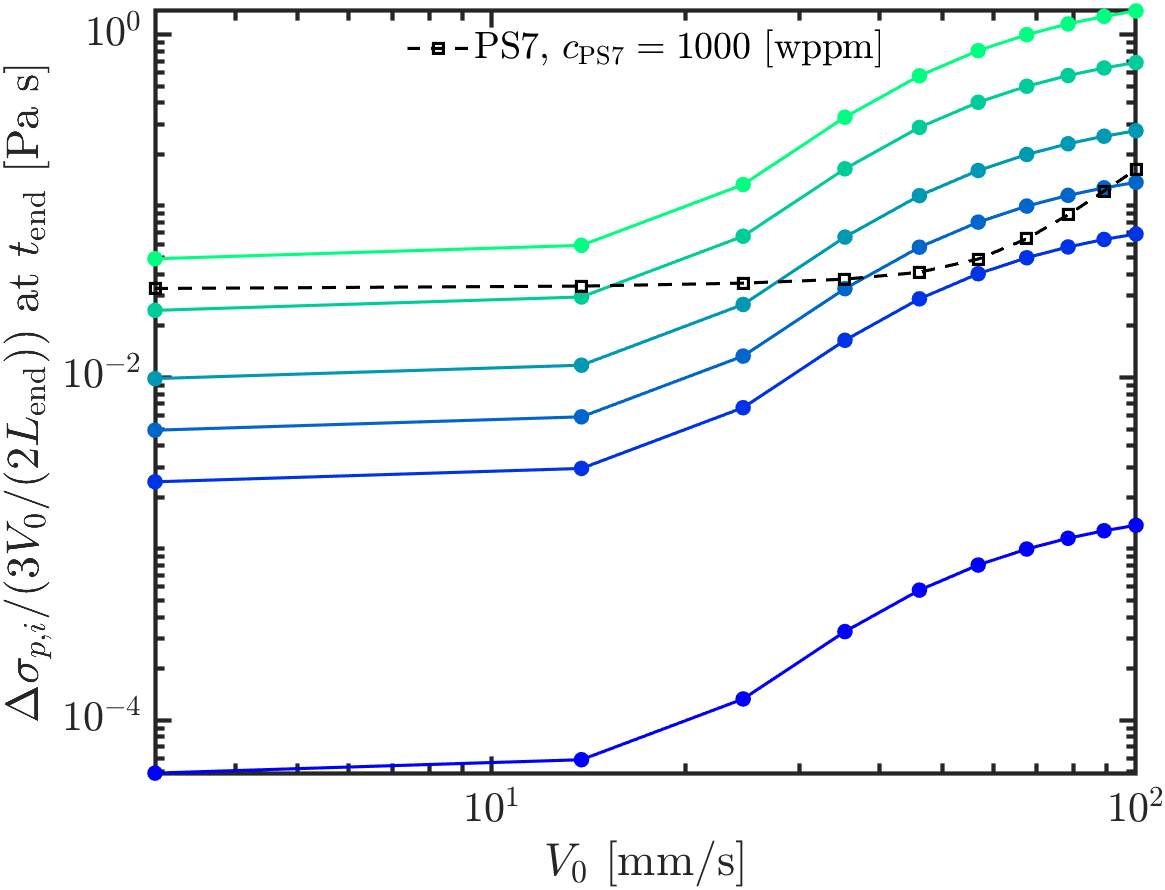 10^0
PS7, c_PS7 = 1000 [wppm]
Δσ_p,i/(3V_0/(2L_end)) at t_end [Pa s]
10^−2
10^−4
10^1
10^2
V_0 [mm/s]